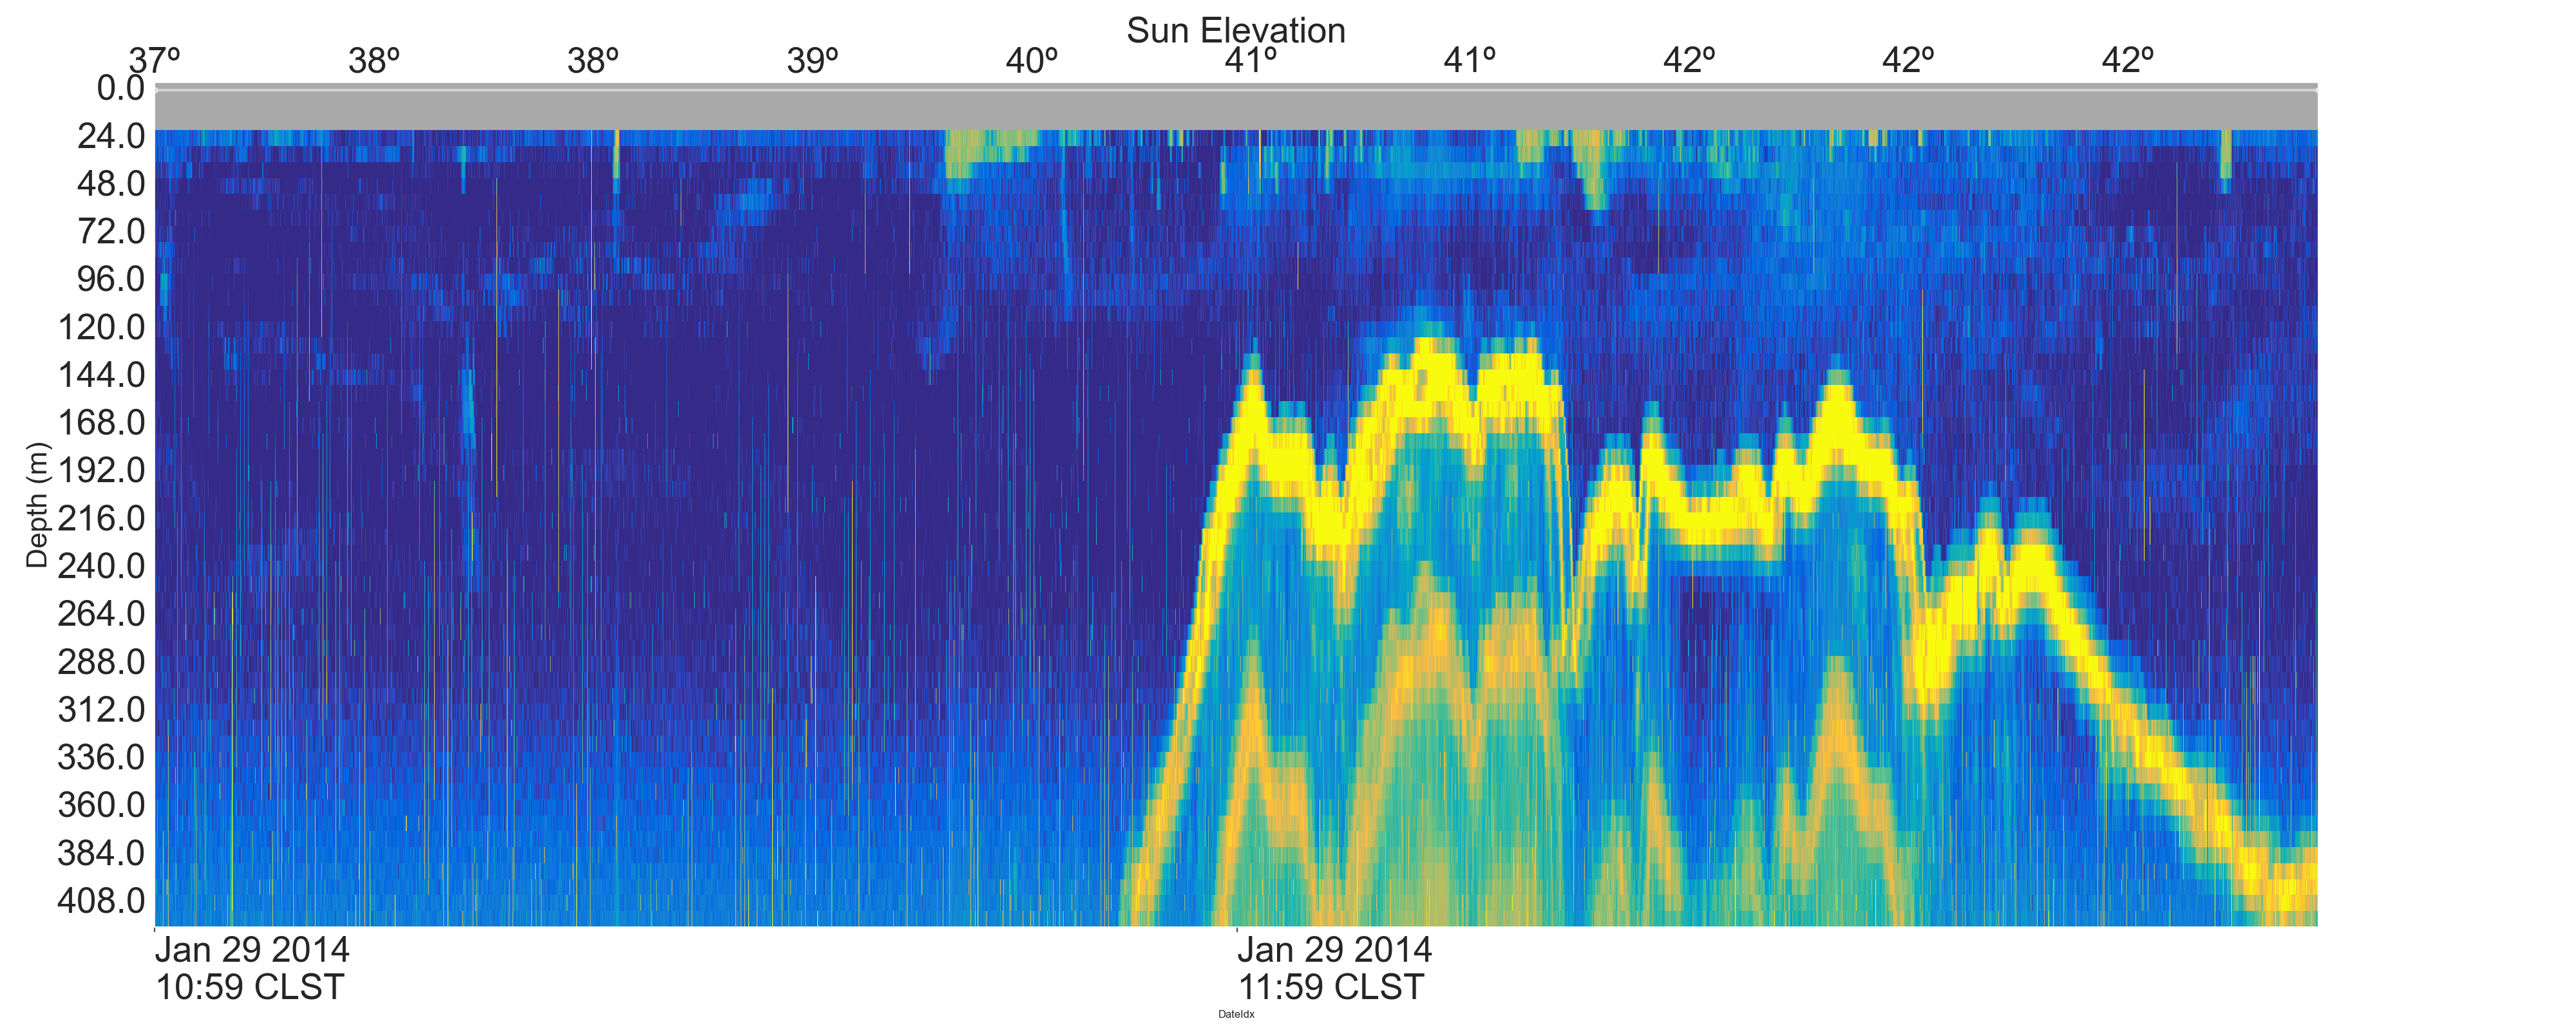 Sun Elevation
37º 38º 38º 39º 40º 41º 41º 42º 42º 42º
0.0
24.0
48.0
72.0
96.0
120.0
144.0
168.0
192.0
216.0
240.0
264.0
288.0
312.0
336.0
360.0
384.0
408.0
Depth (m)
Jan 29 2014
10:59 CLST
Jan 29 2014
11:59 CLST
DateIdx